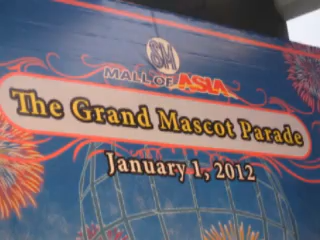 SM
MALL OF ASIA
The Grand Mascot Parade
January 1, 2012